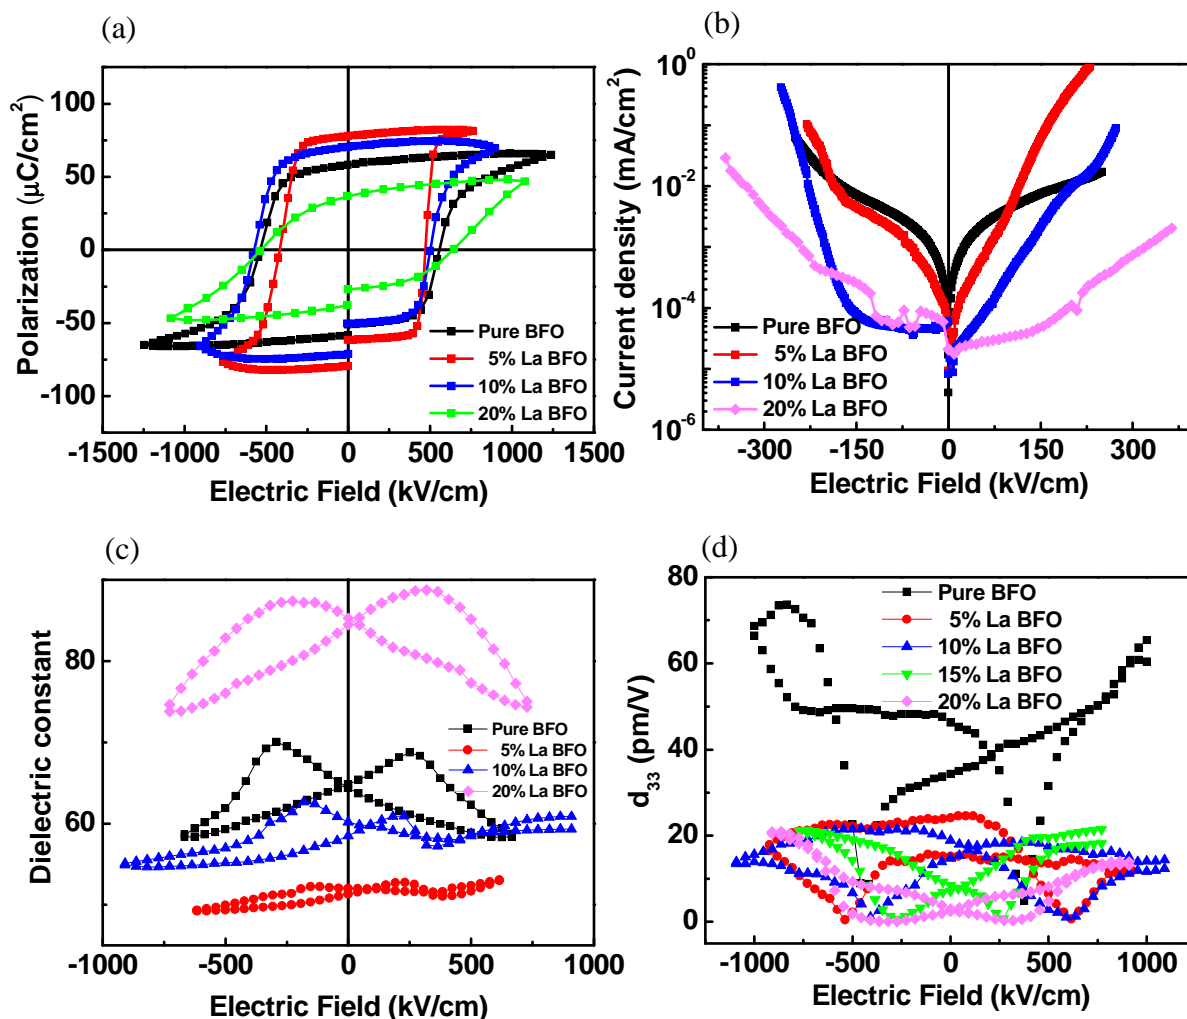 (a)
100
50
0
-50
-100
-1500 -1000 -500 0 500 1000 1500
Polarization (μC/cm²)
Electric Field (kV/cm)
Pure BFO
5% La BFO
10% La BFO
20% La BFO
(b)
10⁰
10⁻²
10⁻⁴
10⁻⁶
-300 -150 0 150 300
Current density (mA/cm²)
Electric Field (kV/cm)
Pure BFO
5% La BFO
10% La BFO
20% La BFO
(c)
80
60
-1000 -500 0 500 1000
Dielectric constant
Electric Field (kV/cm)
Pure BFO
5% La BFO
10% La BFO
20% La BFO
(d)
80
60
40
20
0
-1000 -500 0 500 1000
d₃₃ (pm/V)
Electric Field (kV/cm)
Pure BFO
5% La BFO
10% La BFO
15% La BFO
20% La BFO